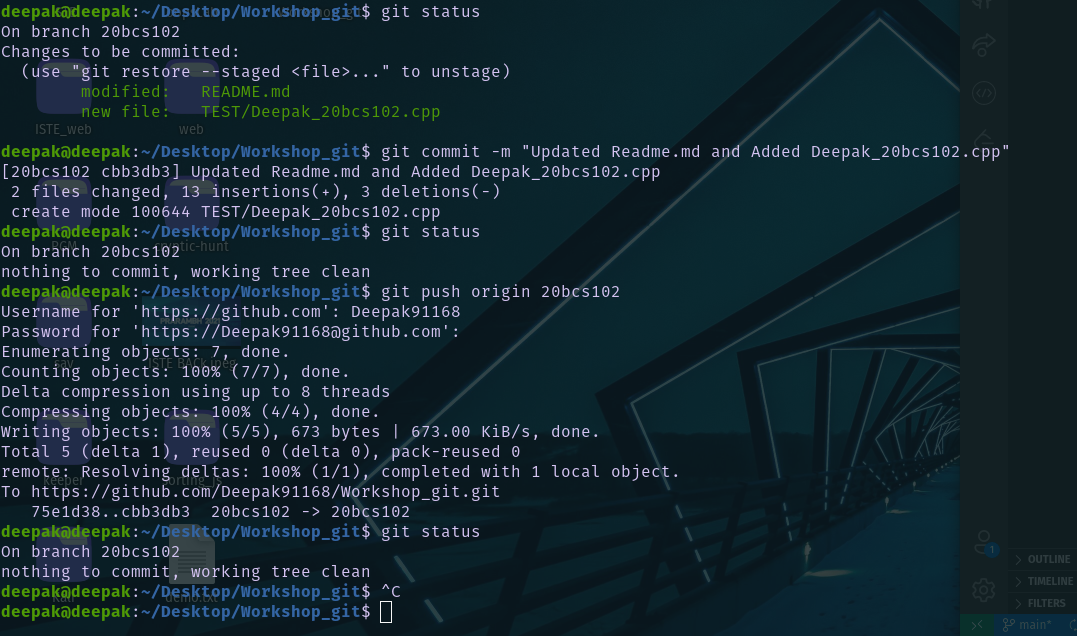 deepak@deepak:~/Desktop/Workshop_git$ git status
On branch 20bcs102
Changes to be committed:
  (use "git restore --staged <file>..." to unstage)
        modified:   README.md
        new file:   TEST/Deepak_20bcs102.cpp
ISTE_web
web
deepak@deepak:~/Desktop/Workshop_git$ git commit -m "Updated Readme.md and Added Deepak_20bcs102.cpp"
[20bcs102 cbb3db3] Updated Readme.md and Added Deepak_20bcs102.cpp
 2 files changed, 13 insertions(+), 3 deletions(-)
 create mode 100644 TEST/Deepak_20bcs102.cpp
deepak@deepak:~/Desktop/Workshop_git$ git status
cryptic-hunt
On branch 20bcs102
nothing to commit, working tree clean
deepak@deepak:~/Desktop/Workshop_git$ git push origin 20bcs102
Username for 'https://github.com': Deepak91168
Password for 'https://Deepak91168@github.com':
Enumerating objects: 7, done.
ISTE BACk.jpeg
Counting objects: 100% (7/7), done.
Delta compression using up to 8 threads
Compressing objects: 100% (4/4), done.
Writing objects: 100% (5/5), 673 bytes | 673.00 KiB/s, done.
Total 5 (delta 1), reused 0 (delta 0), pack-reused 0
remote: Resolving deltas: 100% (1/1), completed with 1 local object.
keeper
sorting_js
To https://github.com/Deepak91168/Workshop_git.git
   75e1d38..cbb3db3  20bcs102 -> 20bcs102
deepak@deepak:~/Desktop/Workshop_git$ git status
On branch 20bcs102
nothing to commit, working tree clean
deepak@deepak:~/Desktop/Workshop_git$ ^C
demo.txt
deepak@deepak:~/Desktop/Workshop_git$
1
OUTLINE
TIMELINE
FILTERS
main*